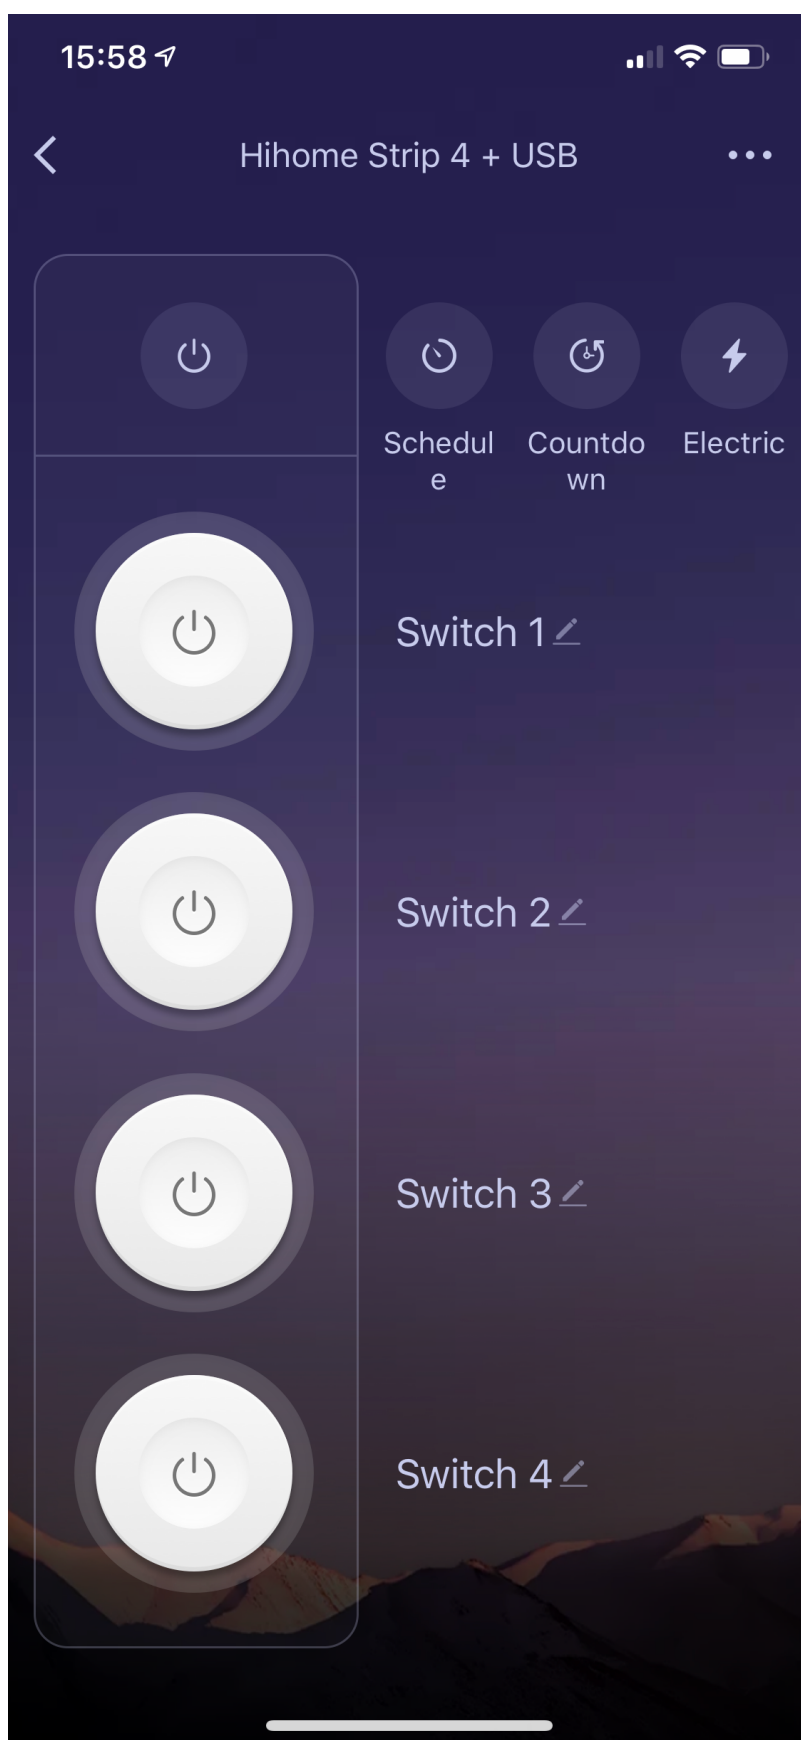 15:58
Hihome Strip 4 + USB
Schedul
e
Countdo
wn
Electric
Switch 1
Switch 2
Switch 3
Switch 4